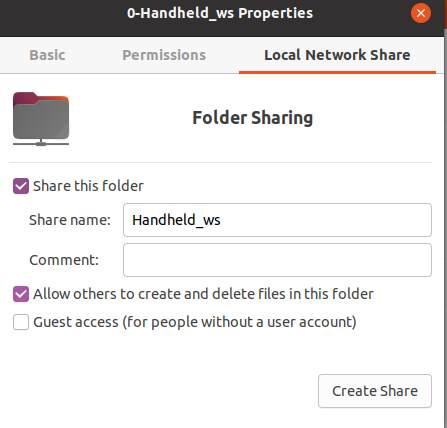 0-Handheld_ws Properties
Basic Permissions Local Network Share
Folder Sharing
Share this folder
Share name: Handheld_ws
Comment:
Allow others to create and delete files in this folder
Guest access (for people without a user account)
Create Share